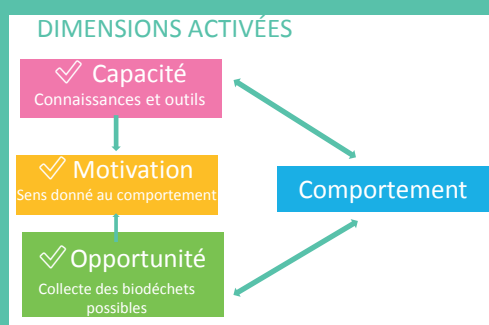 DIMENSIONS ACTIVÉES
Capacité
Connaissances et outils
Motivation
Sens donné au comportement
Comportement
Opportunité
Collecte des biodéchets
possibles